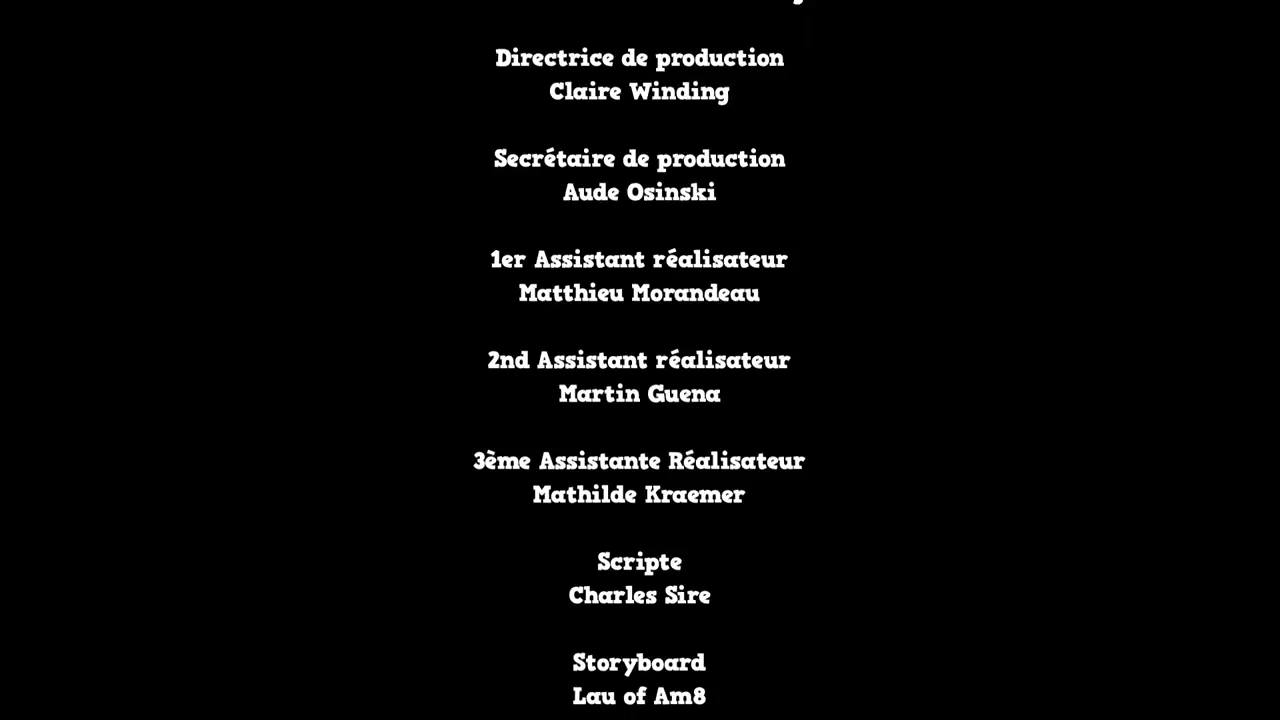 Directrice de production
Claire Winding
Secrétaire de production
Aude Osinski
1er Assistant réalisateur
Matthieu Morandeau
2nd Assistant réalisateur
Martin Guena
3ème Assistante Réalisateur
Mathilde Kraemer
Scripte
Charles Sire
Storyboard
Lau of Am8